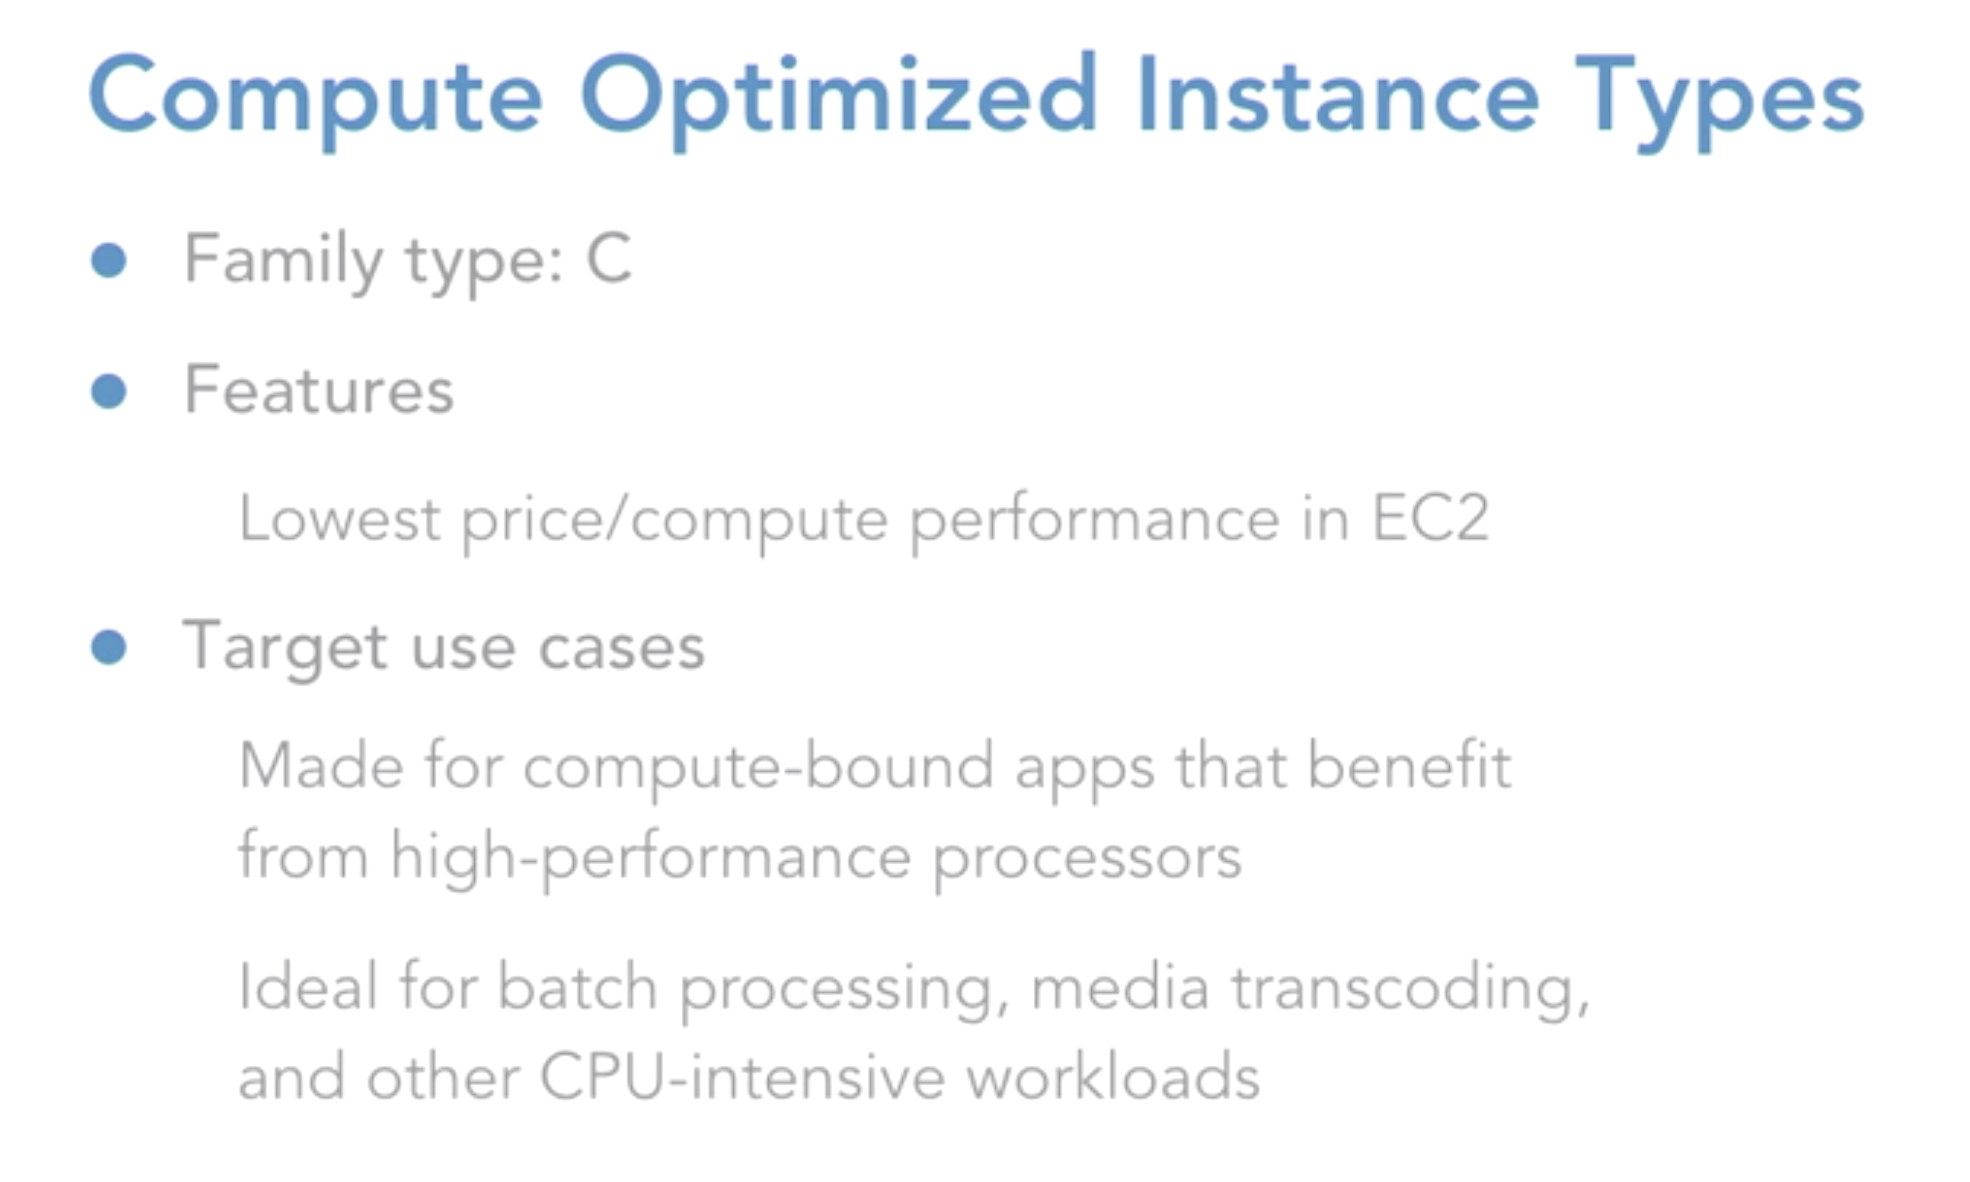 Compute Optimized Instance Types
● Family type: C
● Features
Lowest price/compute performance in EC2
● Target use cases
Made for compute-bound apps that benefit
from high-performance processors
Ideal for batch processing, media transcoding,
and other CPU-intensive workloads